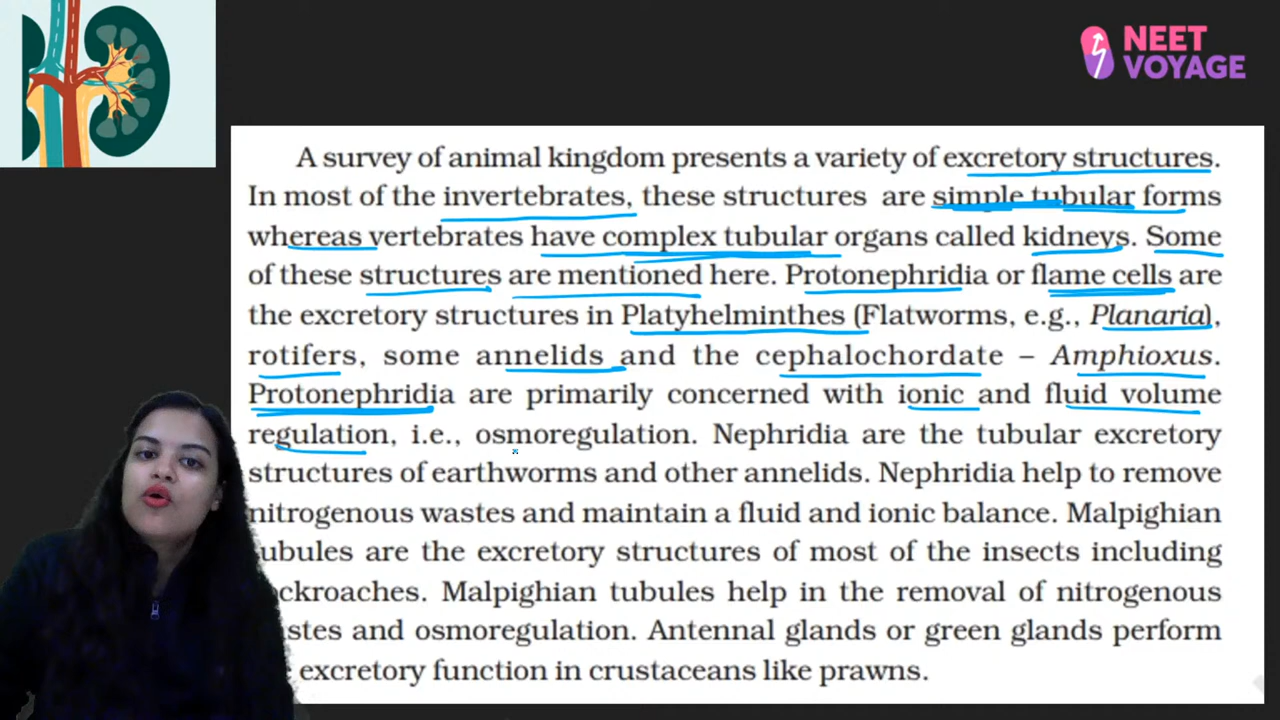 NEET
VOYAGE
A survey of animal kingdom presents a variety of excretory structures.
In most of the invertebrates, these structures are simple tubular forms
whereas vertebrates have complex tubular organs called kidneys. Some
of these structures are mentioned here. Protonephridia or flame cells are
the excretory structures in Platyhelminthes (Flatworms, e.g., Planaria),
rotifers, some annelids and the cephalochordate – Amphioxus.
Protonephridia are primarily concerned with ionic and fluid volume
regulation, i.e., osmoregulation. Nephridia are the tubular excretory
structures of earthworms and other annelids. Nephridia help to remove
nitrogenous wastes and maintain a fluid and ionic balance. Malpighian
tubules are the excretory structures of most of the insects including
ckroaches. Malpighian tubules help in the removal of nitrogenous
stes and osmoregulation. Antennal glands or green glands perform
excretory function in crustaceans like prawns.